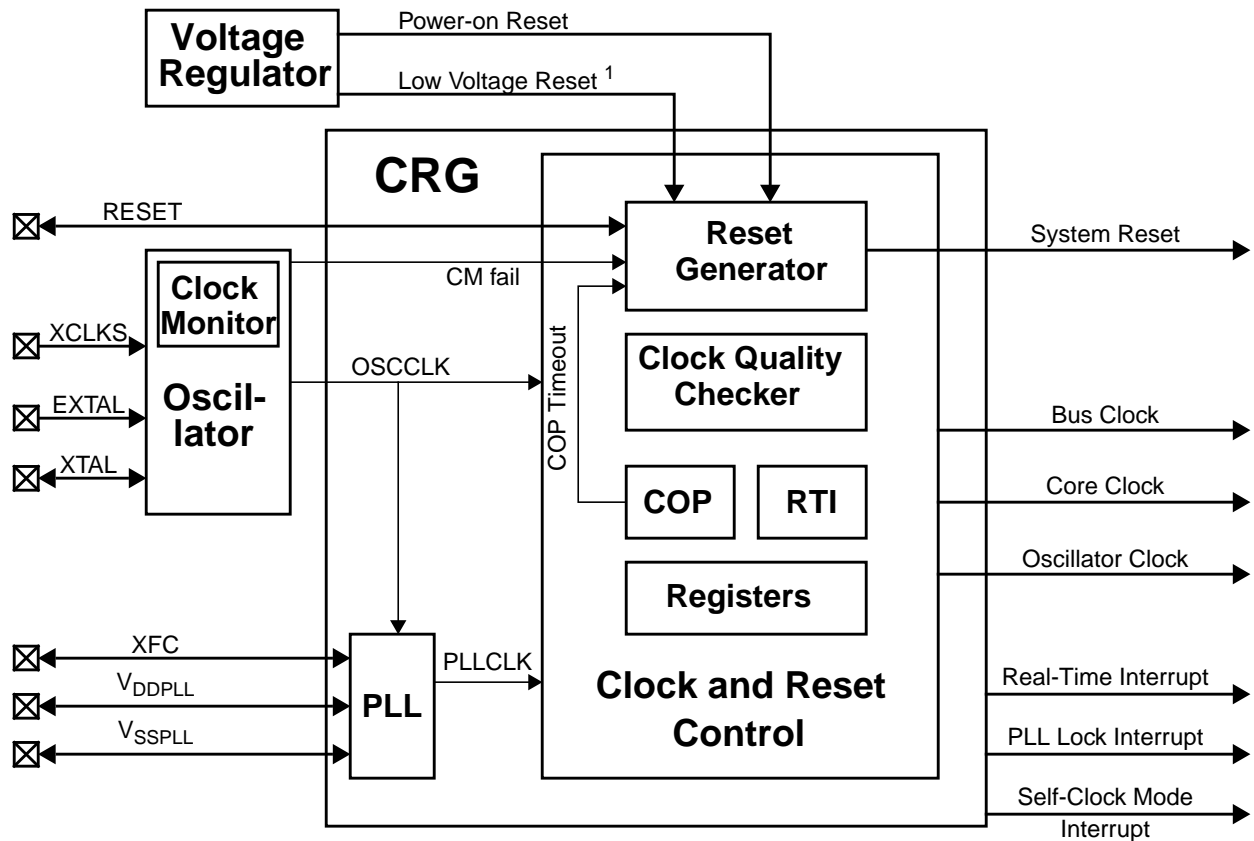 Voltage
Regulator
Power-on Reset
Low Voltage Reset 1
CRG
RESET
Reset
Generator
System Reset
CM fail
Clock
Monitor
XCLKS
OSCCLK
COP Timeout
Clock Quality
Checker
EXTAL
Oscil-
lator
XTAL
Bus Clock
COP
RTI
Core Clock
Oscillator Clock
Registers
XFC
VDDPLL
VSSPLL
PLL
PLLCLK
Clock and Reset
Control
Real-Time Interrupt
PLL Lock Interrupt
Self-Clock Mode
Interrupt